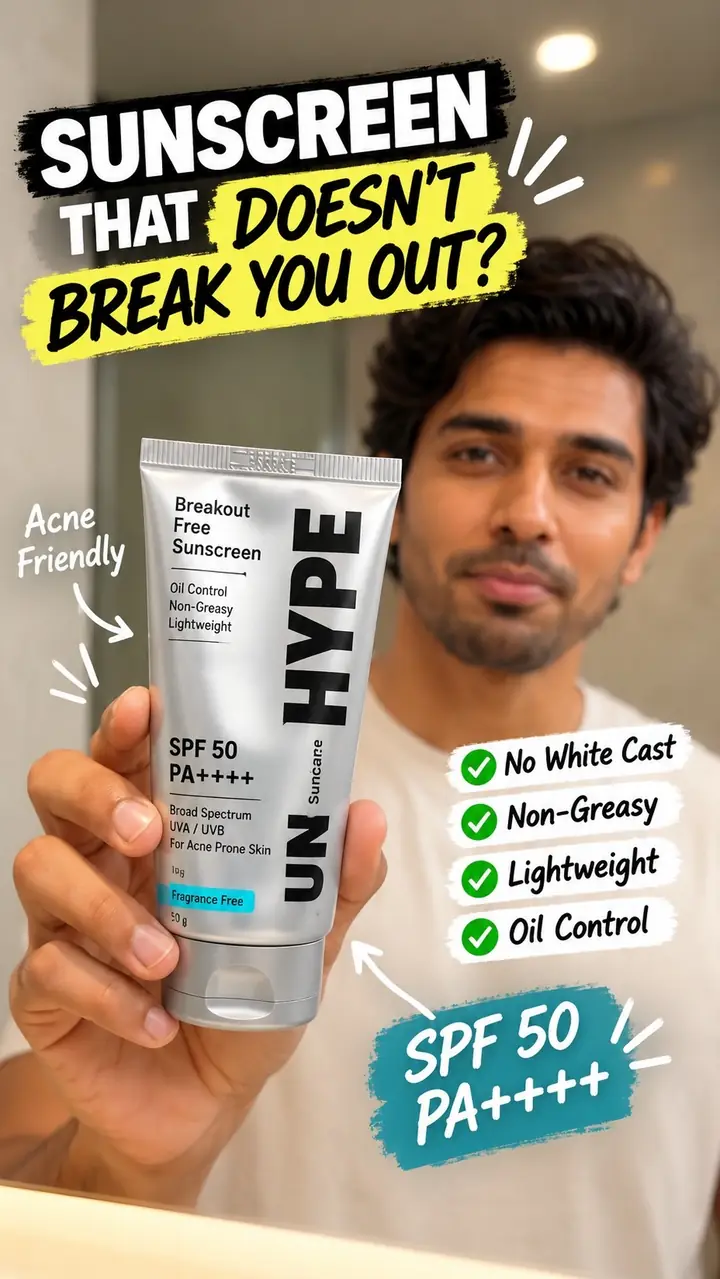 SUNSCREEN
THAT DOESN'T
BREAK YOU OUT?
Acne
Friendly
Breakout
Free
Sunscreen
Oil Control
Non-Greasy
Lightweight
SPF 50
PA++++
Broad Spectrum
UVA / UVB
For Acne Prone Skin
Fragrance Free
50 g
UN HYPE
Suncare
No White Cast
Non-Greasy
Lightweight
Oil Control
SPF 50
PA++++